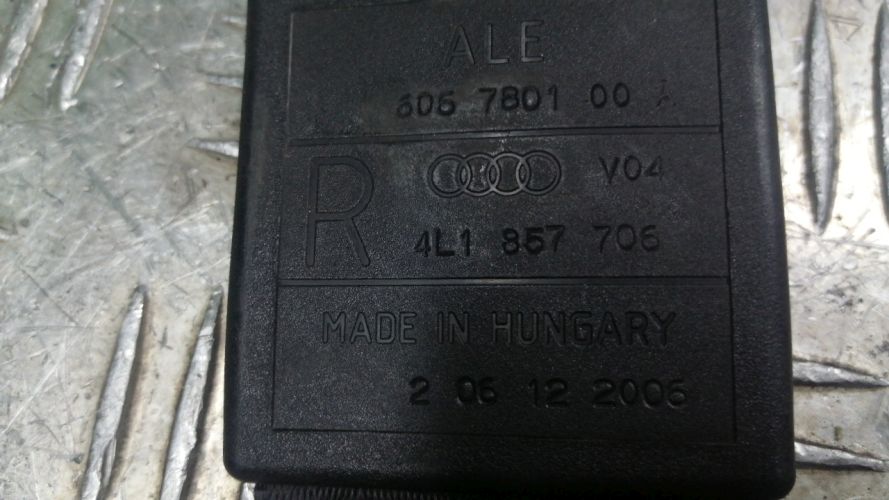 ALE
606 7801 00 A
R V04
4L1 857 706
MADE IN HUNGARY
2 06 12 2006